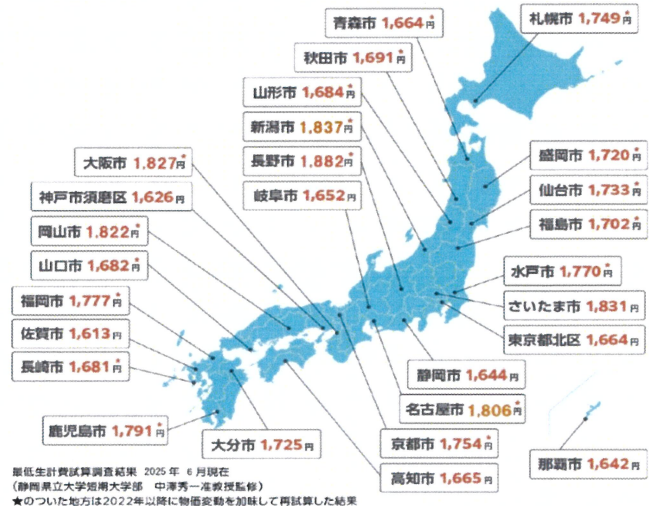 青森市 1,664円★
札幌市 1,749円★
秋田市 1,691円★
山形市 1,684円★
新潟市 1,837円★
大阪市 1,827円★
長野市 1,882円★
盛岡市 1,720円★
神戸市須磨区 1,626円
岐阜市 1,652円
仙台市 1,733円★
岡山市 1,822円★
福島市 1,702円★
山口市 1,682円★
水戸市 1,770円★
福岡市 1,777円★
さいたま市 1,831円
佐賀市 1,613円
東京都北区 1,664円
長崎市 1,681円★
静岡市 1,644円
名古屋市 1,806円★
鹿児島市 1,791円★
大分市 1,725円
京都市 1,754円★
那覇市 1,642円
高知市 1,665円
最低生計費試算調査結果 2025年 6月現在
(静岡県立大学短期大学部 中澤秀一准教授監修)
★のついた地方は2022年以降に物価変動を加味して再試算した結果